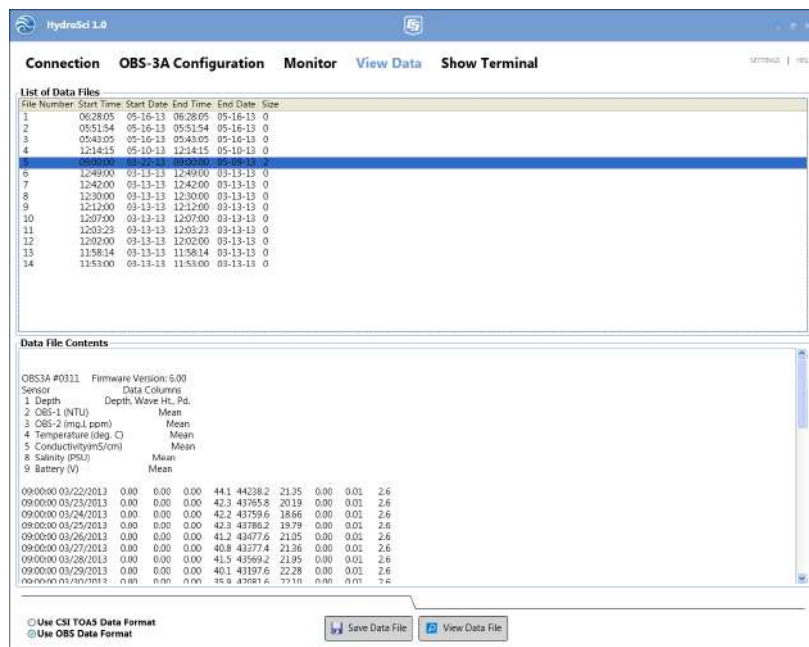 HydroSci 1.0
Connection OBS-3A Configuration Monitor View Data Show Terminal SETTINGS |
List of Data Files
File Number Start Time Start Date End Time End Date Size
1 06:28:05 05-16-13 06:28:05 05-16-13 0
2 05:51:54 05-16-13 05:51:54 05-16-13 0
3 05:43:05 05-16-13 05:43:05 05-16-13 0
4 12:14:15 05-10-13 12:14:15 05-10-13 0
5 09:00:00 03-22-13 09:00:00 05-09-13 2
6 12:49:00 03-13-13 12:49:00 03-13-13 0
7 12:42:00 03-13-13 12:42:00 03-13-13 0
8 12:30:00 03-13-13 12:30:00 03-13-13 0
9 12:12:00 03-13-13 12:12:00 03-13-13 0
10 12:07:00 03-13-13 12:07:00 03-13-13 0
11 12:03:23 03-13-13 12:03:23 03-13-13 0
12 12:02:00 03-13-13 12:02:00 03-13-13 0
13 11:58:14 03-13-13 11:58:14 03-13-13 0
14 11:53:00 03-13-13 11:53:00 03-13-13 0
Data File Contents
OBS3A #0311 Firmware Version: 6.00
Sensor Data Columns
1 Depth Depth, Wave Ht., Pd.
2 OBS-1 (NTU) Mean
3 OBS-2 (mg.l, ppm) Mean
4 Temperature (deg. C) Mean
5 Conductivity(mS/cm) Mean
8 Salinity (PSU) Mean
9 Battery (V) Mean
09:00:00 03/22/2013 0.00 0.00 0.00 44.1 44238.2 21.35 0.00 0.01 2.6
09:00:00 03/23/2013 0.00 0.00 0.00 42.3 43765.8 20.19 0.00 0.01 2.6
09:00:00 03/24/2013 0.00 0.00 0.00 42.2 43759.6 18.66 0.00 0.01 2.6
09:00:00 03/25/2013 0.00 0.00 0.00 42.3 43786.2 19.79 0.00 0.01 2.6
09:00:00 03/26/2013 0.00 0.00 0.00 41.2 43477.6 21.05 0.00 0.01 2.6
09:00:00 03/27/2013 0.00 0.00 0.00 40.8 43377.4 21.36 0.00 0.01 2.6
09:00:00 03/28/2013 0.00 0.00 0.00 41.5 43569.2 21.95 0.00 0.01 2.6
09:00:00 03/29/2013 0.00 0.00 0.00 40.1 43197.6 22.28 0.00 0.01 2.6
09:00:00 03/30/2013 0.00 0.00 0.00 35.9 42081.6 22.10 0.00 0.01 2.6
Use CSI TOA5 Data Format
Use OBS Data Format
Save Data File View Data File